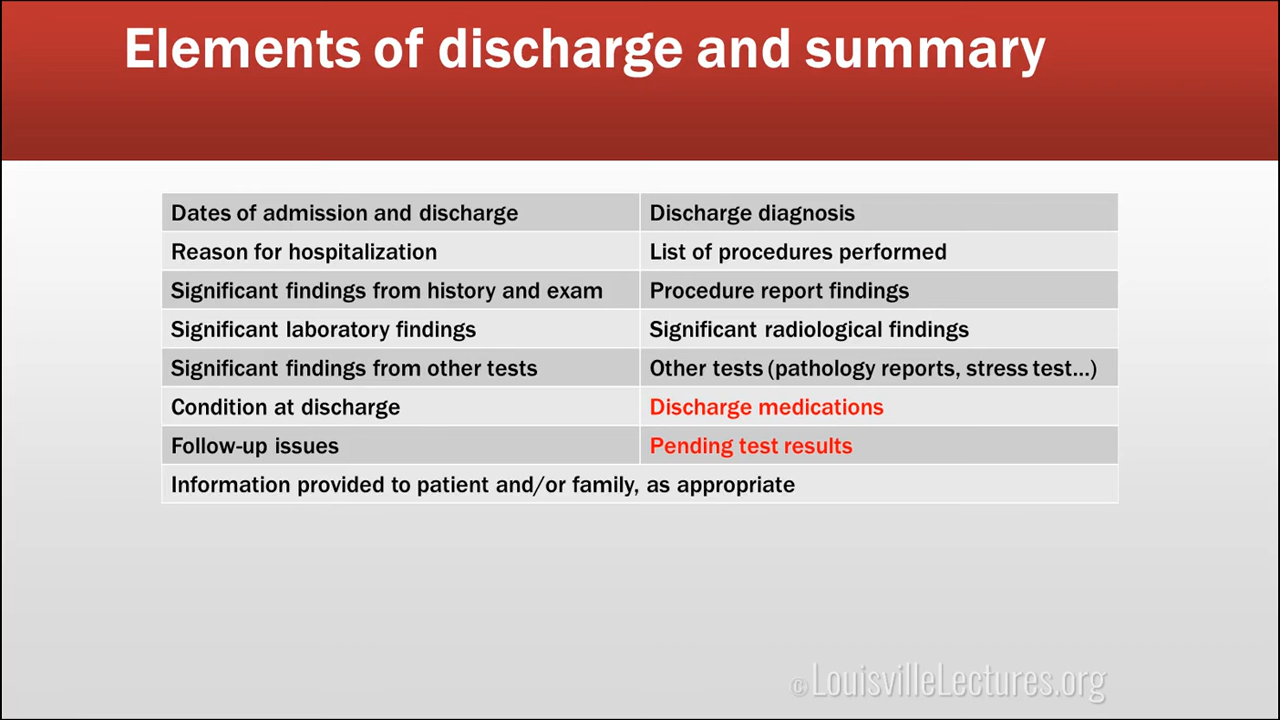 Elements of discharge and summary
Dates of admission and discharge
Discharge diagnosis
Reason for hospitalization
List of procedures performed
Significant findings from history and exam
Procedure report findings
Significant laboratory findings
Significant radiological findings
Significant findings from other tests
Other tests (pathology reports, stress test...)
Condition at discharge
Discharge medications
Follow-up issues
Pending test results
Information provided to patient and/or family, as appropriate
© LouisvilleLectures.org